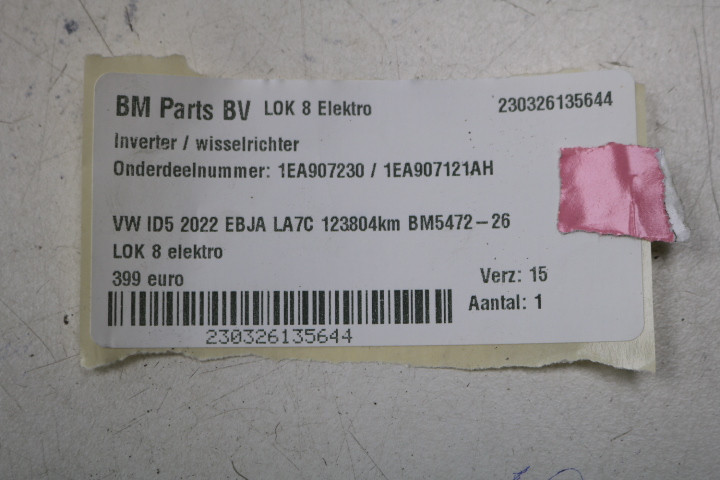 BM Parts BV LOK 8 Elektro 230326135644
Inverter / wisselrichter
Onderdeelnummer: 1EA907230 / 1EA907121AH
VW ID5 2022 EBJA LA7C 123804km BM5472-26
LOK 8 elektro
399 euro Verz: 15
Aantal: 1
230326135644